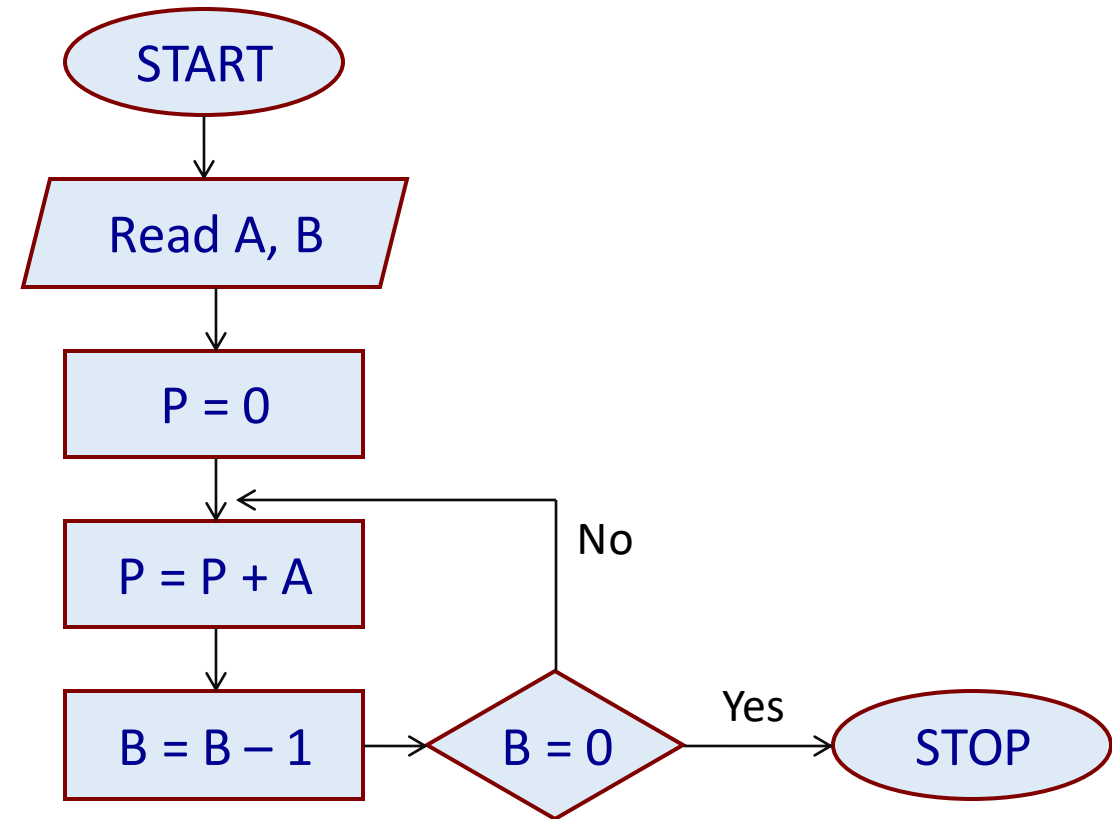 START
Read A, B
P = 0
P = P + A
No
B = B – 1
B = 0
Yes
STOP